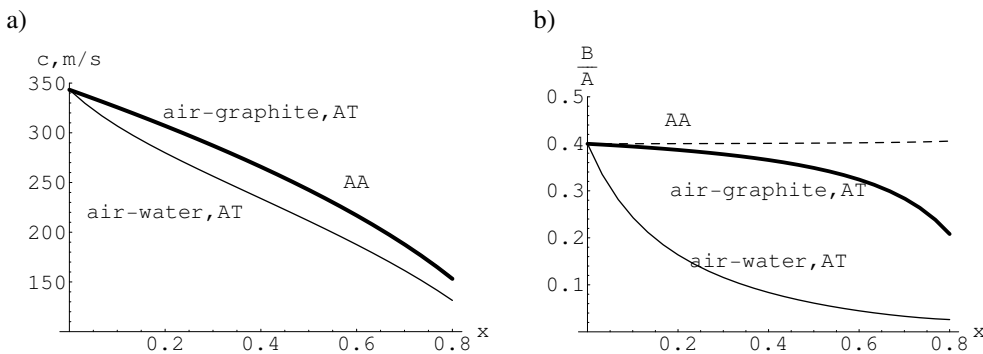 a)
c,m/s
350
300
250
200
150
air-graphite,AT
AA
air-water,AT
0.2 0.4 0.6 0.8 x
b)
B
A
0.5
0.4
0.3
0.2
0.1
AA
air-graphite,AT
air-water,AT
0.2 0.4 0.6 0.8 x